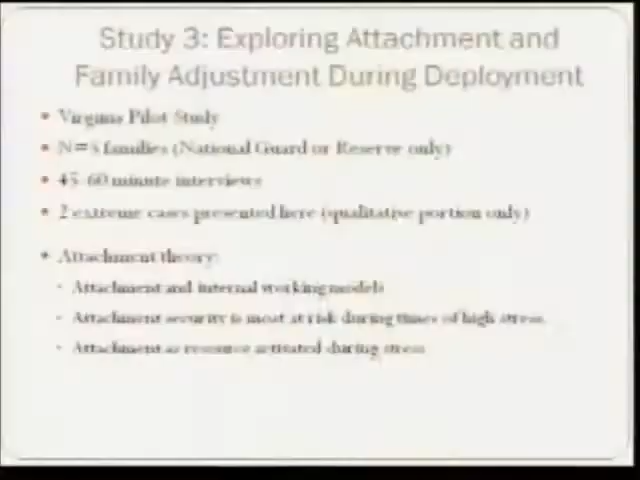 Study 3: Exploring Attachment and
Family Adjustment During Deployment
• Virginia Pilot Study
• families (National Guard or Reserve only)
• 45-60 minute interviews
• 2 extreme cases presented here (qualitative portion only)
• Attachment theory:
• Attachment and internal working models
• Attachment security is most at risk during times of high stress
• Attachment as resource activated during stress